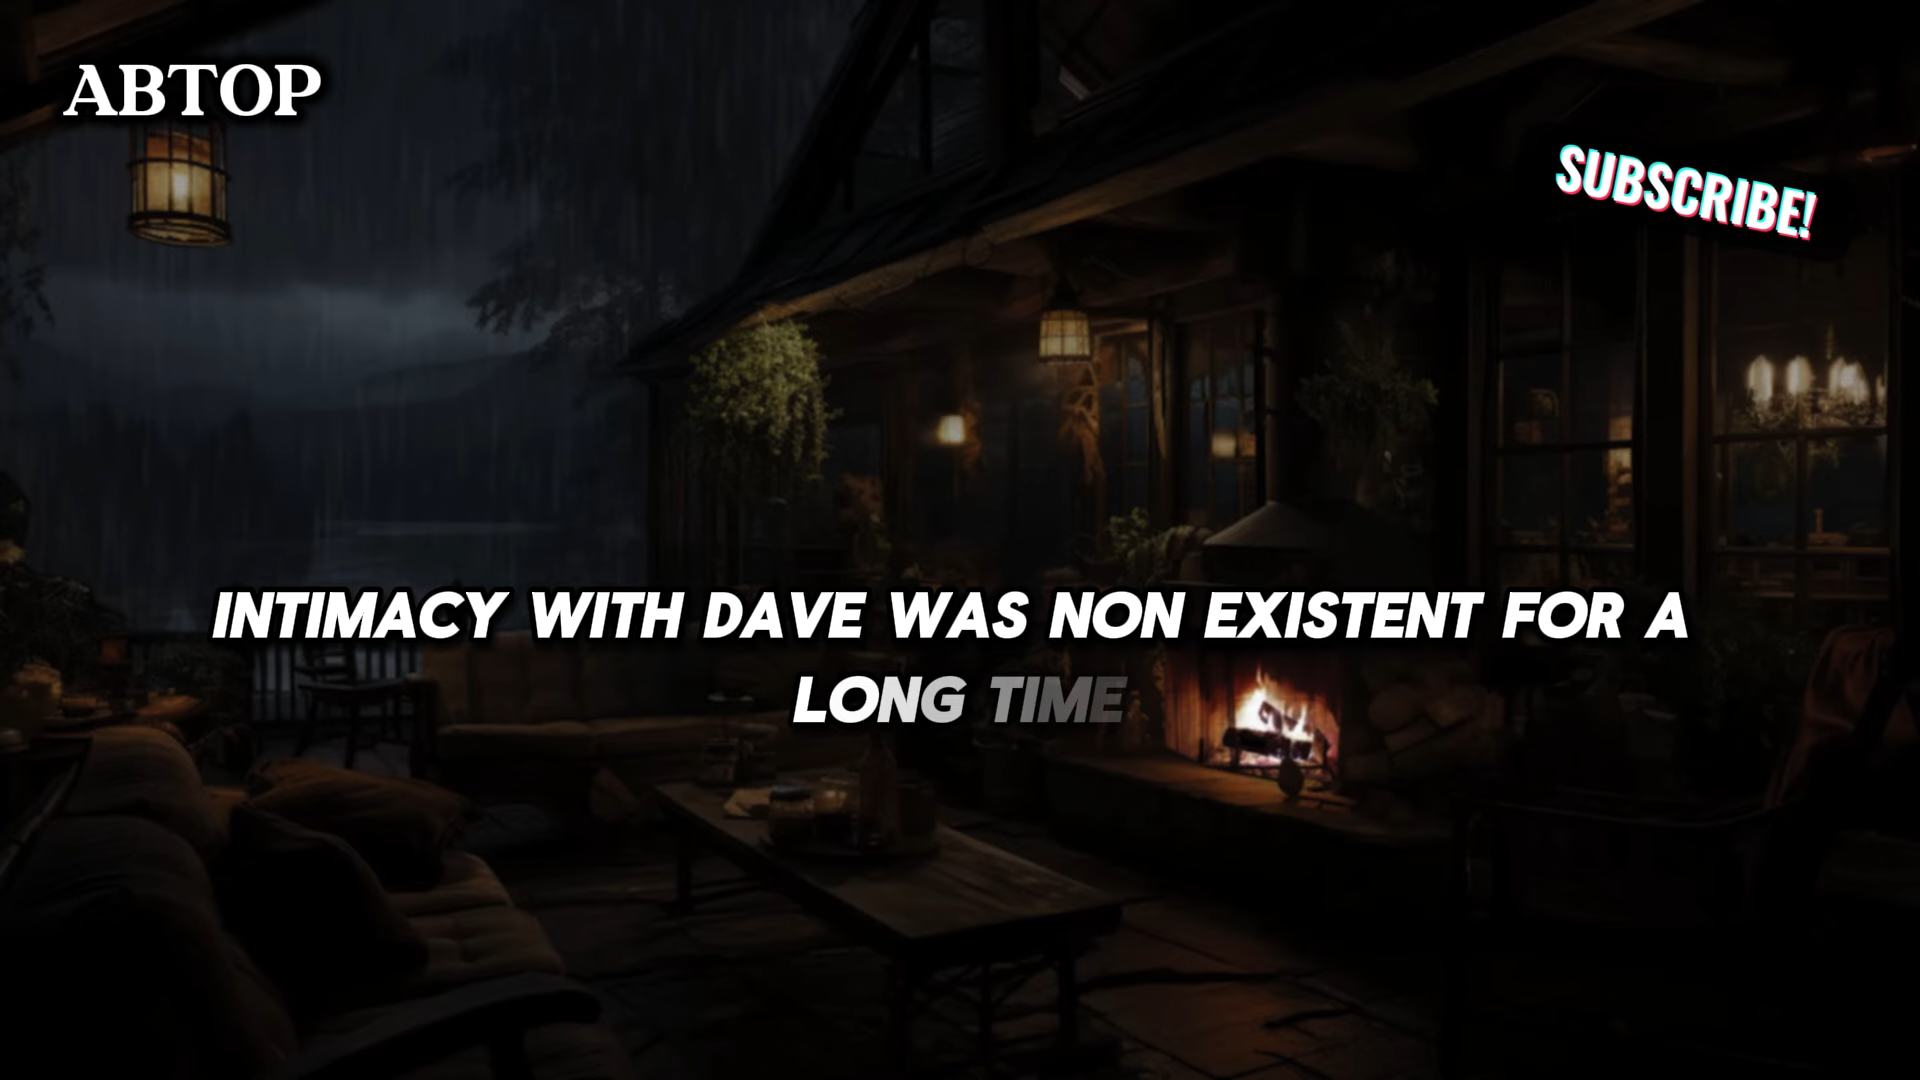 ABTOP
SUBSCRIBE!
INTIMACY WITH DAVE WAS NON EXISTENT FOR A
LONG TIME